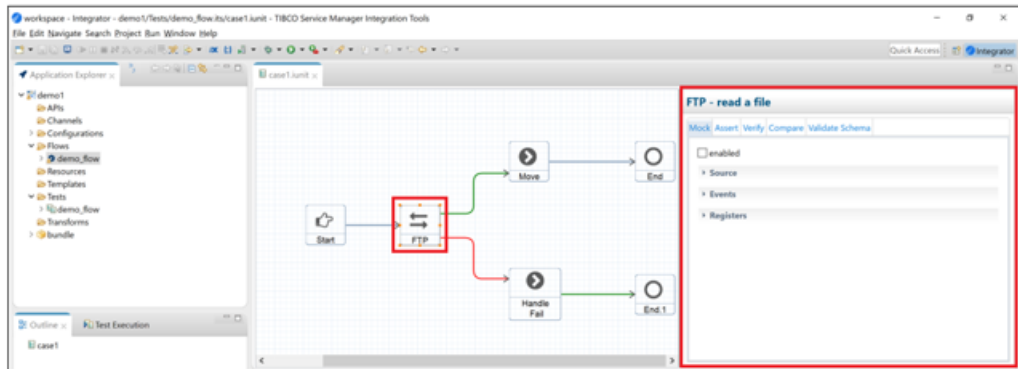 workspace - Integrator - demo1/Tests/demo_flow.its/case1.iunit - TIBCO Service Manager Integration Tools
File Edit Navigate Search Project Run Window Help
Quick Access
Integrator
Application Explorer
case1.iunit
demo1
APIs
Channels
Configurations
Flows
demo_flow
Resources
Templates
Tests
demo_flow
Transforms
bundle
Outline
Test Execution
case1
Start
FTP
Move
End
Handle
Fail
End.1
FTP - read a file
Mock Assert Verify Compare Validate Schema
enabled
Source
Events
Registers